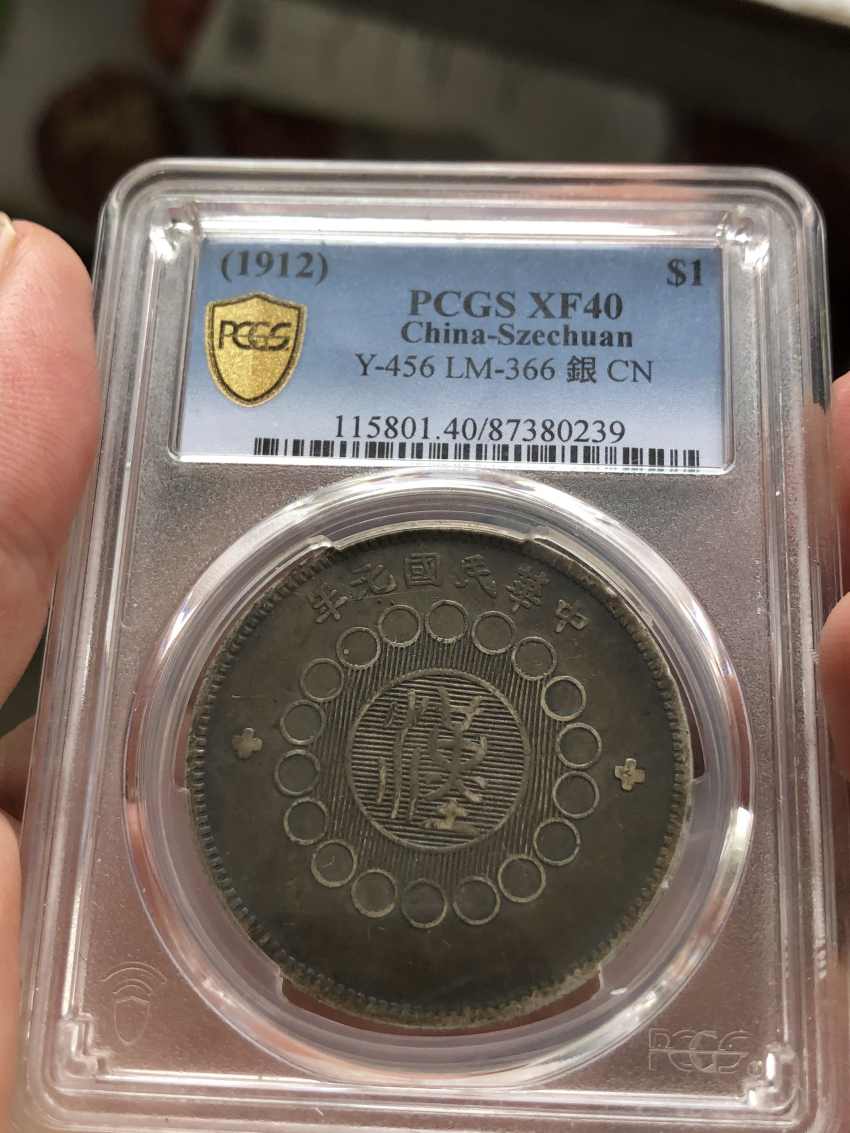 (1912) $1
PCGS PCGS XF40
China-Szechuan
Y-456 LM-366 銀 CN
115801.40/87380239
年元國民華中
漢
PCGS